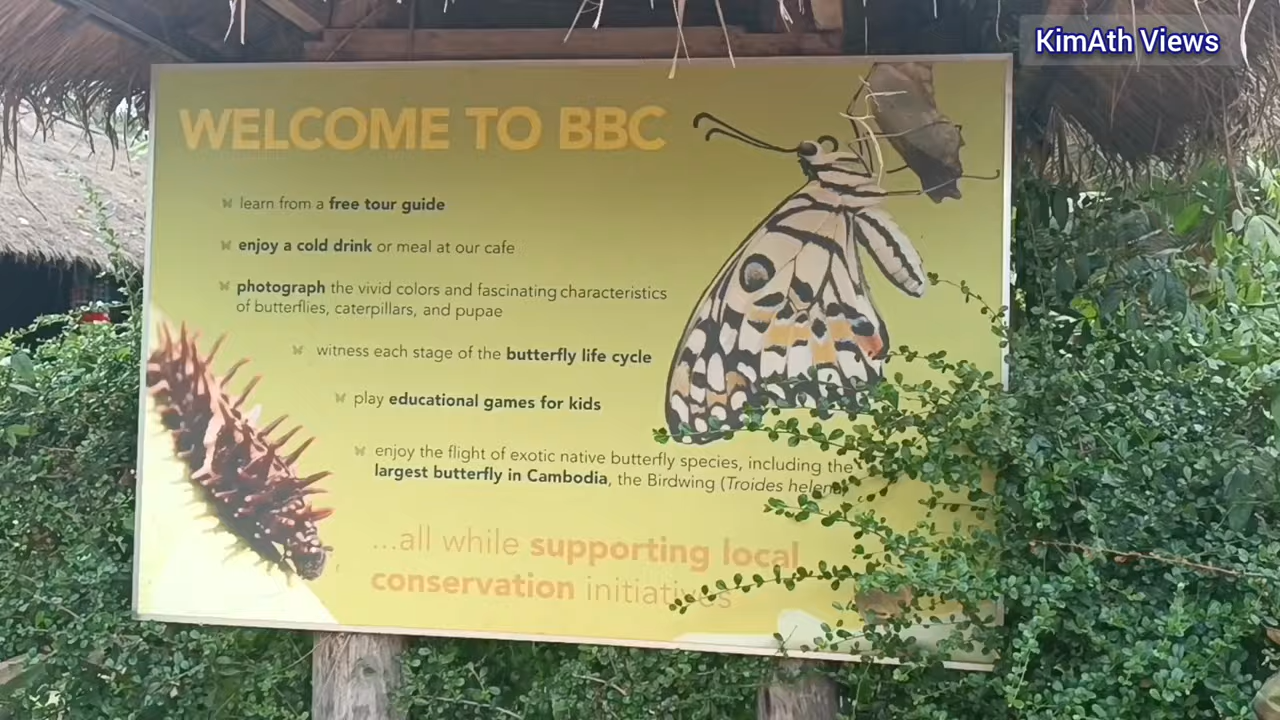 KimAth Views
WELCOME TO BBC
learn from a free tour guide
enjoy a cold drink or meal at our cafe
photograph the vivid colors and fascinating characteristics
of butterflies, caterpillars, and pupae
witness each stage of the butterfly life cycle
play educational games for kids
enjoy the flight of exotic native butterfly species, including the
largest butterfly in Cambodia, the Birdwing (Troides helena)
...all while supporting local
conservation initiatives